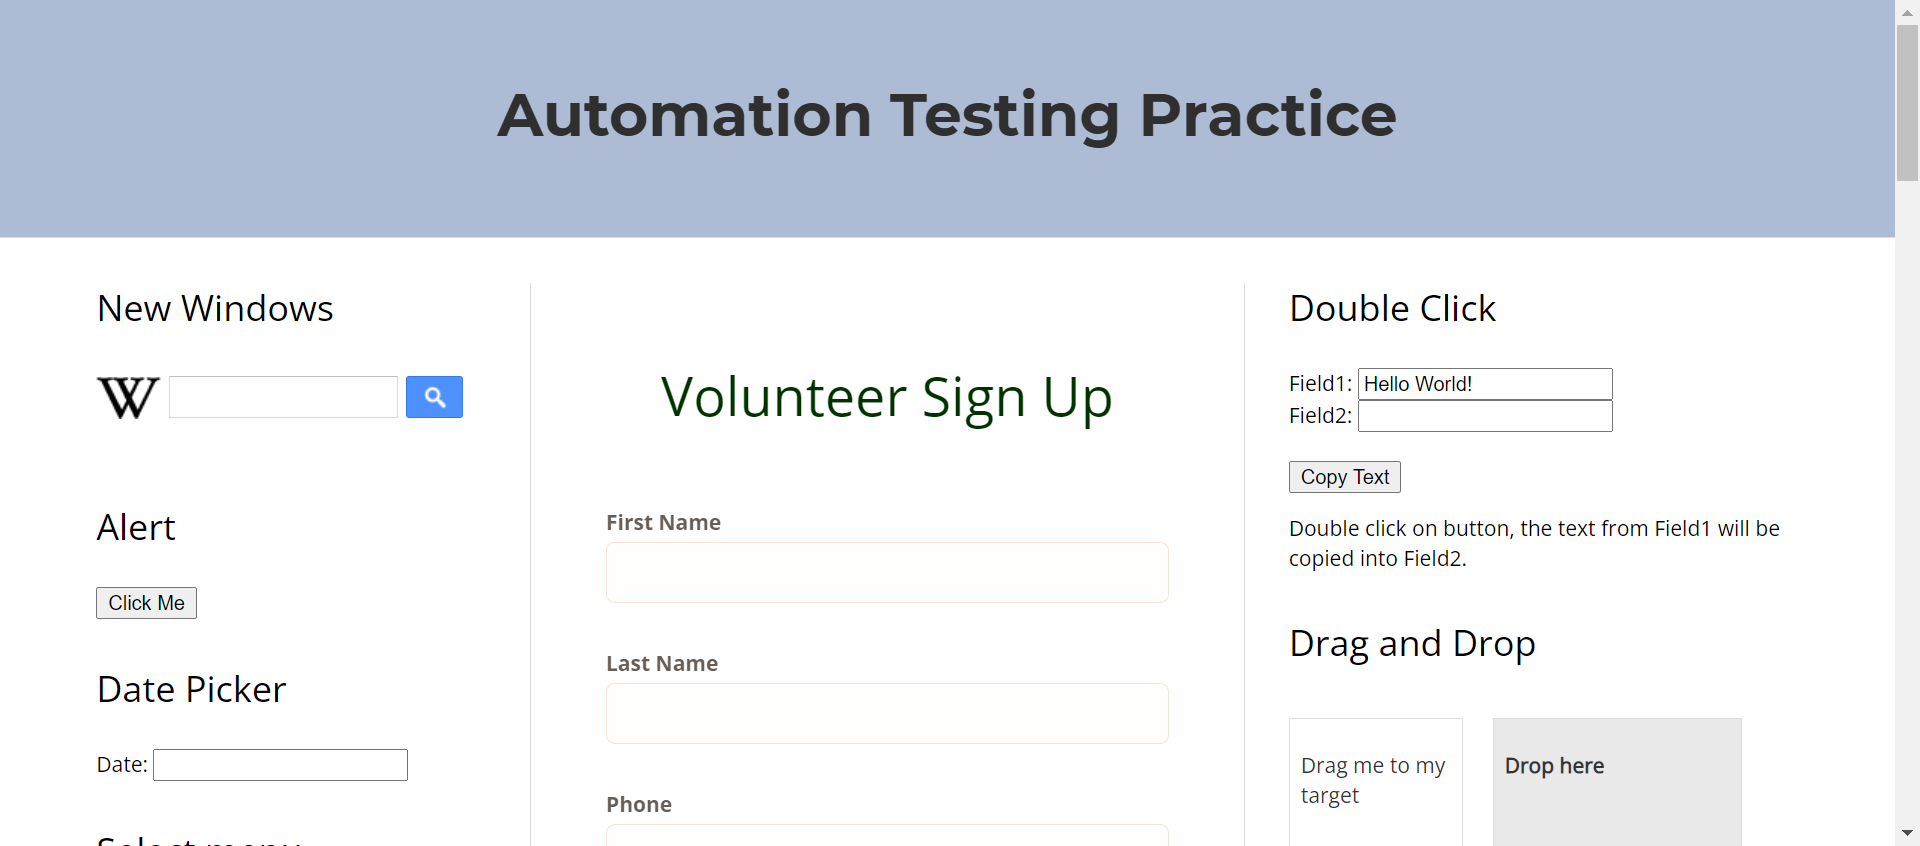 Automation Testing Practice
New Windows
W
Alert
Click Me
Date Picker
Date:
Select menu
Volunteer Sign Up
First Name
Last Name
Phone
Double Click
Field1: Hello World!
Field2:
Copy Text
Double click on button, the text from Field1 will be
copied into Field2.
Drag and Drop
Drag me to my
target
Drop here